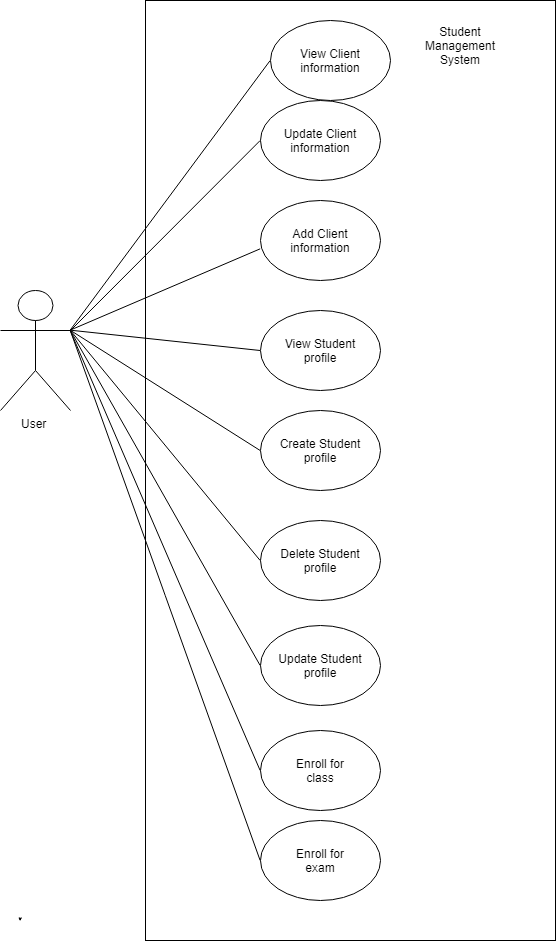 View Client
information
Student
Management
System
Update Client
information
Add Client
information
View Student
profile
User
Create Student
profile
Delete Student
profile
Update Student
profile
Enroll for
class
Enroll for
exam